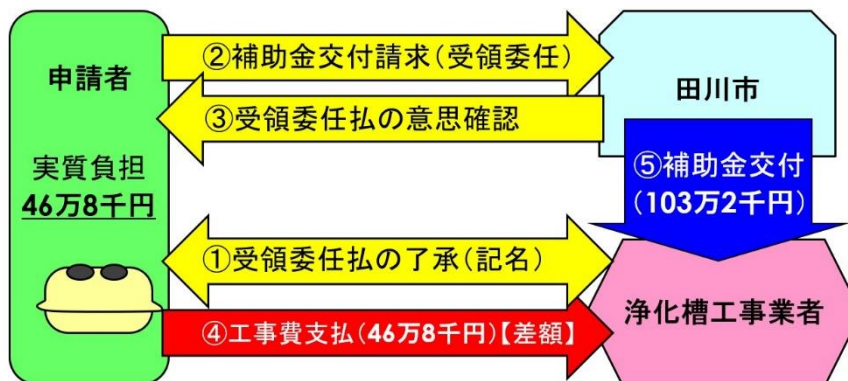 申請者
実質負担
46万8千円
②補助金交付請求(受領委任)
③受領委任払の意思確認
田川市
⑤補助金交付
(103万2千円)
①受領委任払の了承(記名)
④工事費支払(46万8千円)【差額】
浄化槽工事業者